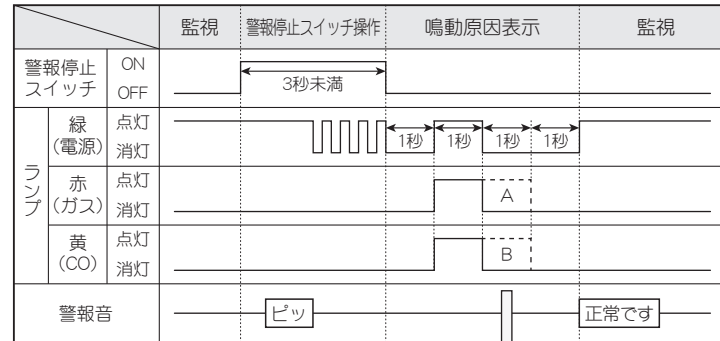 監視 警報停止スイッチ操作 鳴動原因表示 監視
警報停止
スイッチ
ON
OFF
3秒未満
ランプ
緑
(電源)
点灯
消灯
1秒 1秒 1秒 1秒
赤
(ガス)
点灯
消灯
A
黄
(CO)
点灯
消灯
B
警報音
ピッ
正常です